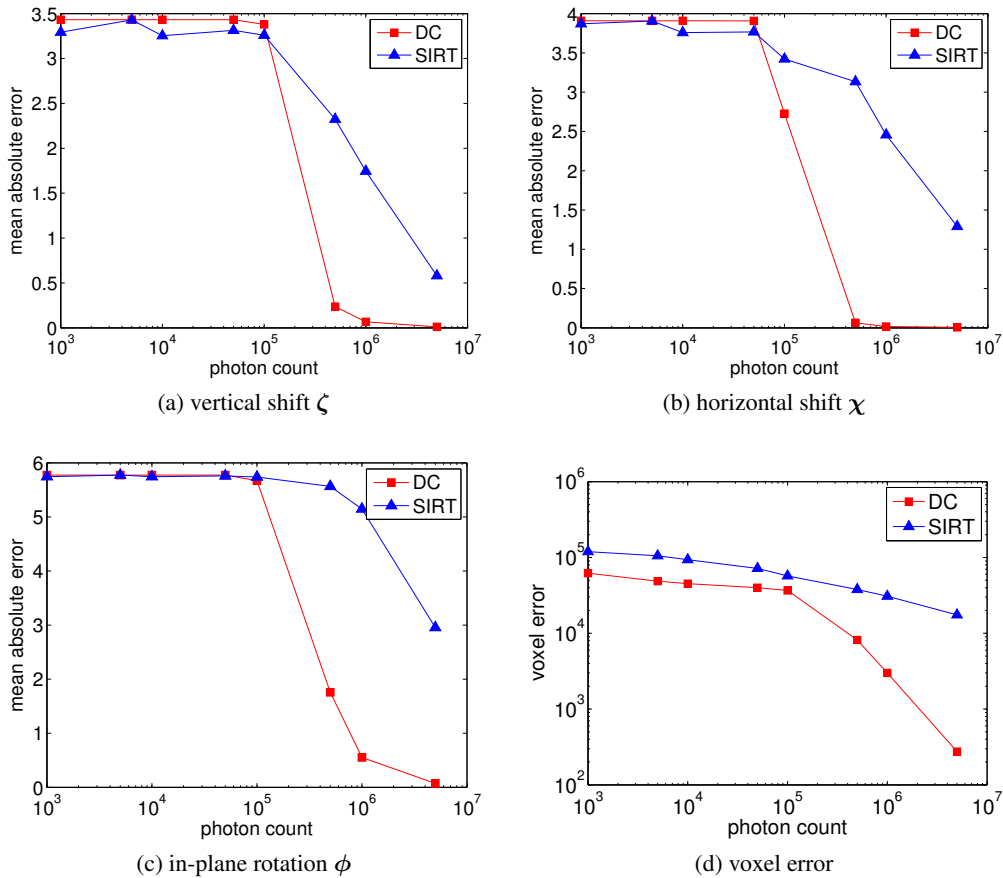 3.5
3
2.5
2
1.5
1
0.5
0
10^3 10^4 10^5 10^6 10^7
mean absolute error
photon count
DC
SIRT
(a) vertical shift ζ
4
3.5
3
2.5
2
1.5
1
0.5
0
10^3 10^4 10^5 10^6 10^7
mean absolute error
photon count
DC
SIRT
(b) horizontal shift χ
6
5
4
3
2
1
0
10^3 10^4 10^5 10^6 10^7
mean absolute error
photon count
DC
SIRT
(c) in-plane rotation ϕ
10^6
10^5
10^4
10^3
10^2
10^3 10^4 10^5 10^6 10^7
voxel error
photon count
DC
SIRT
(d) voxel error